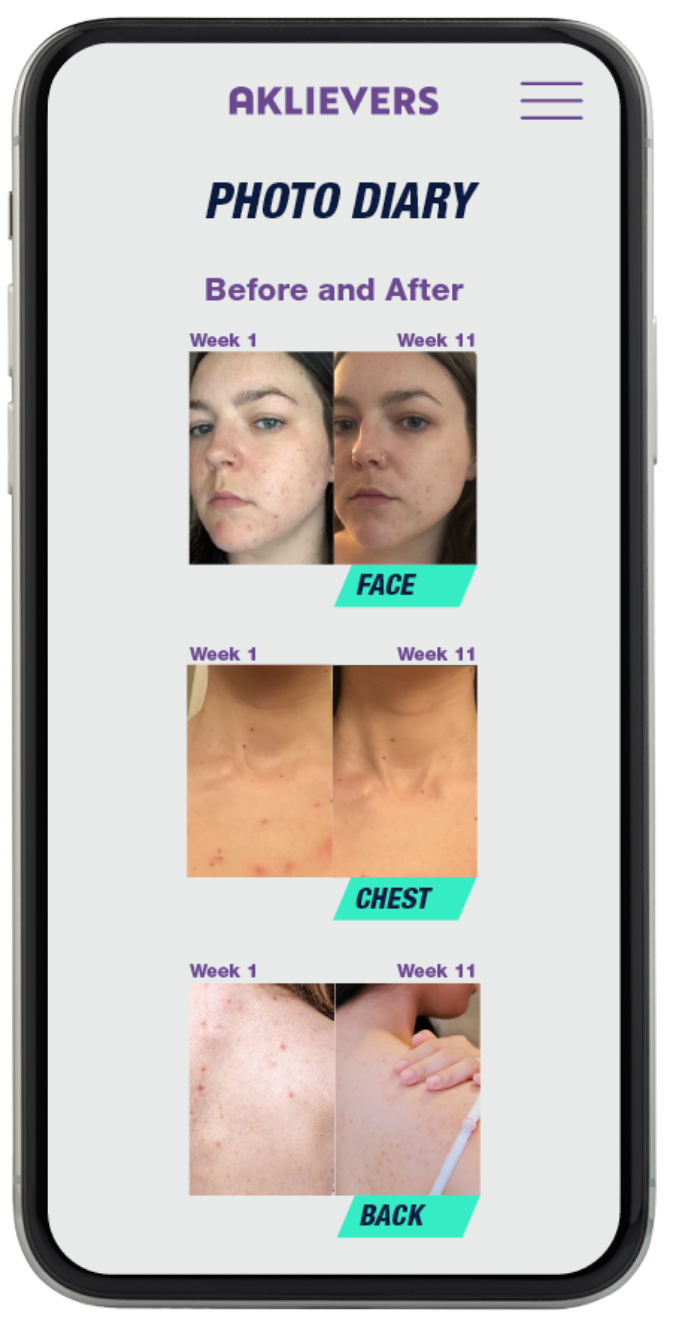 AKLIEVERS
PHOTO DIARY
Before and After
Week 1 Week 11
FACE
Week 1 Week 11
CHEST
Week 1 Week 11
BACK